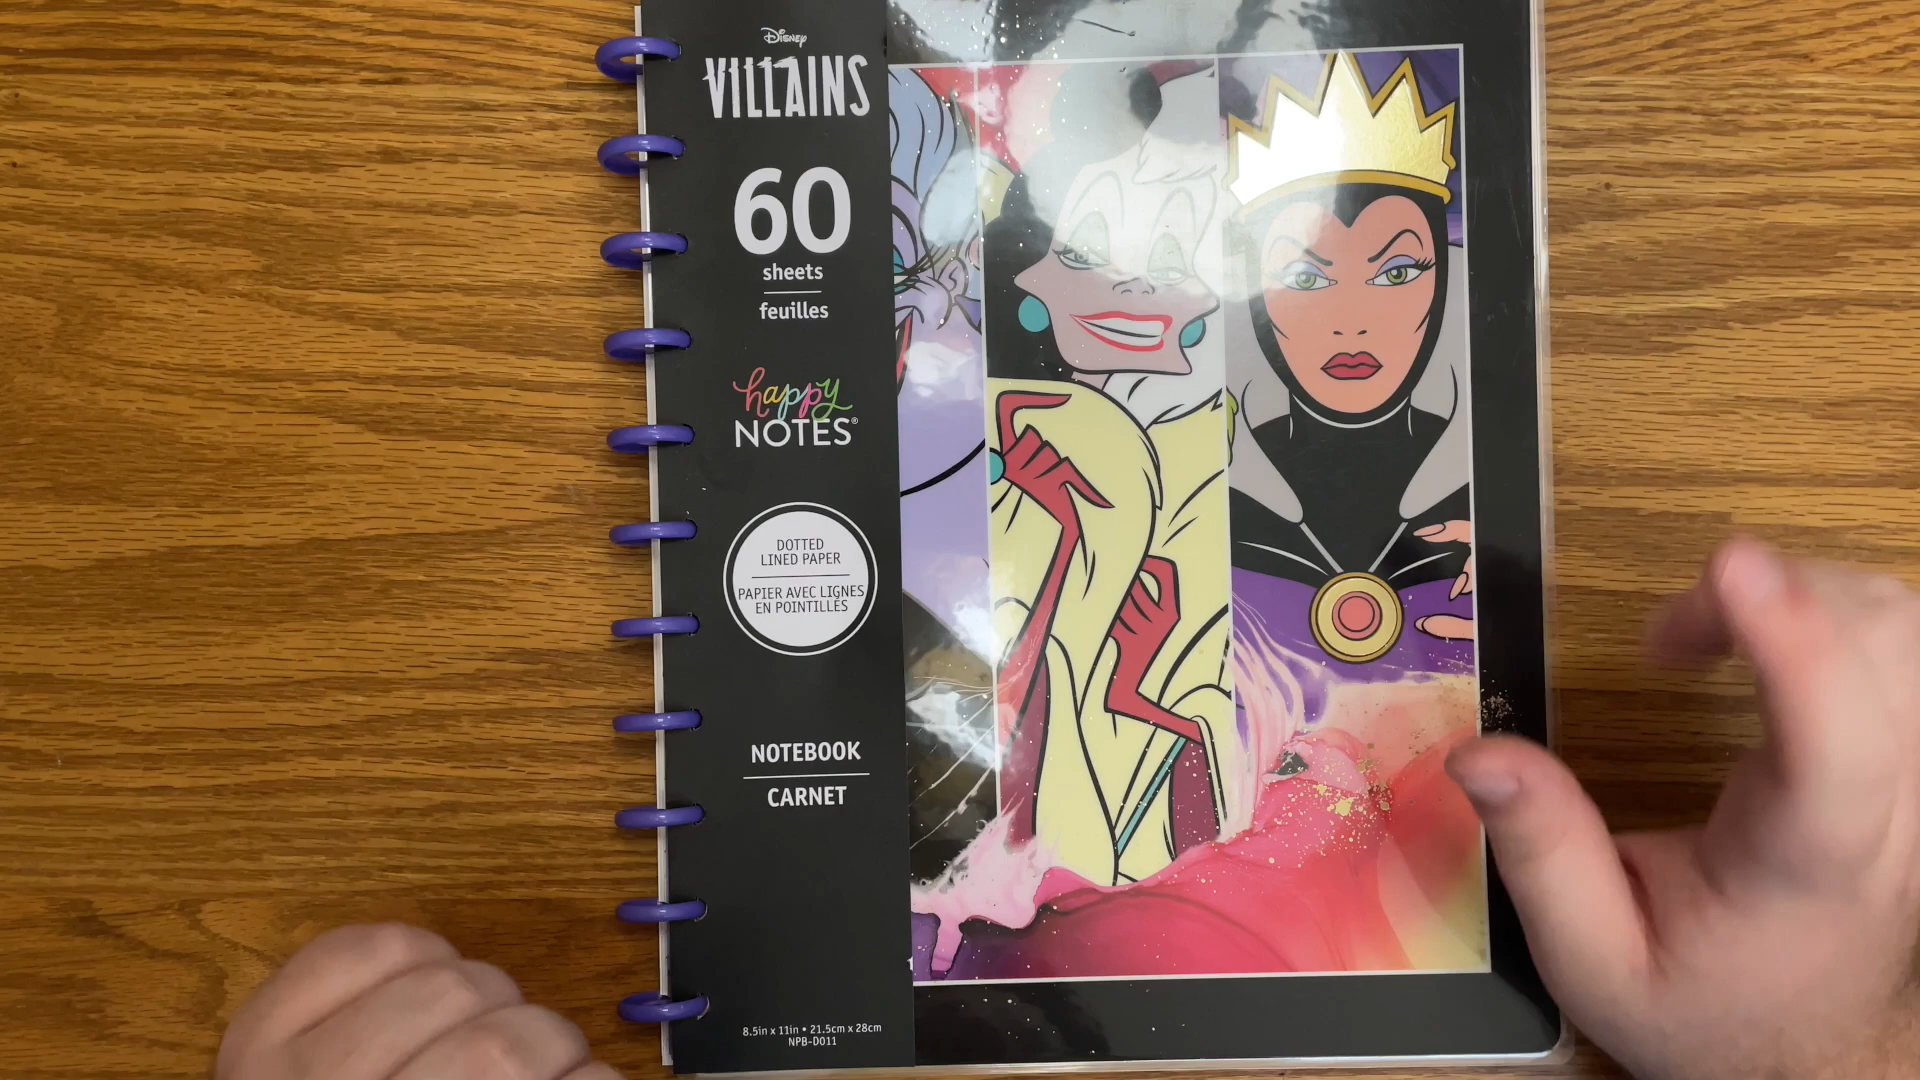 Disney
VILLAINS
60
sheets
feuilles
happy
NOTES®
DOTTED
LINED PAPER
PAPIER AVEC LIGNES
EN POINTILLÉS
NOTEBOOK
CARNET
8.5in x 11in • 21.5cm x 28cm
NPB-D011